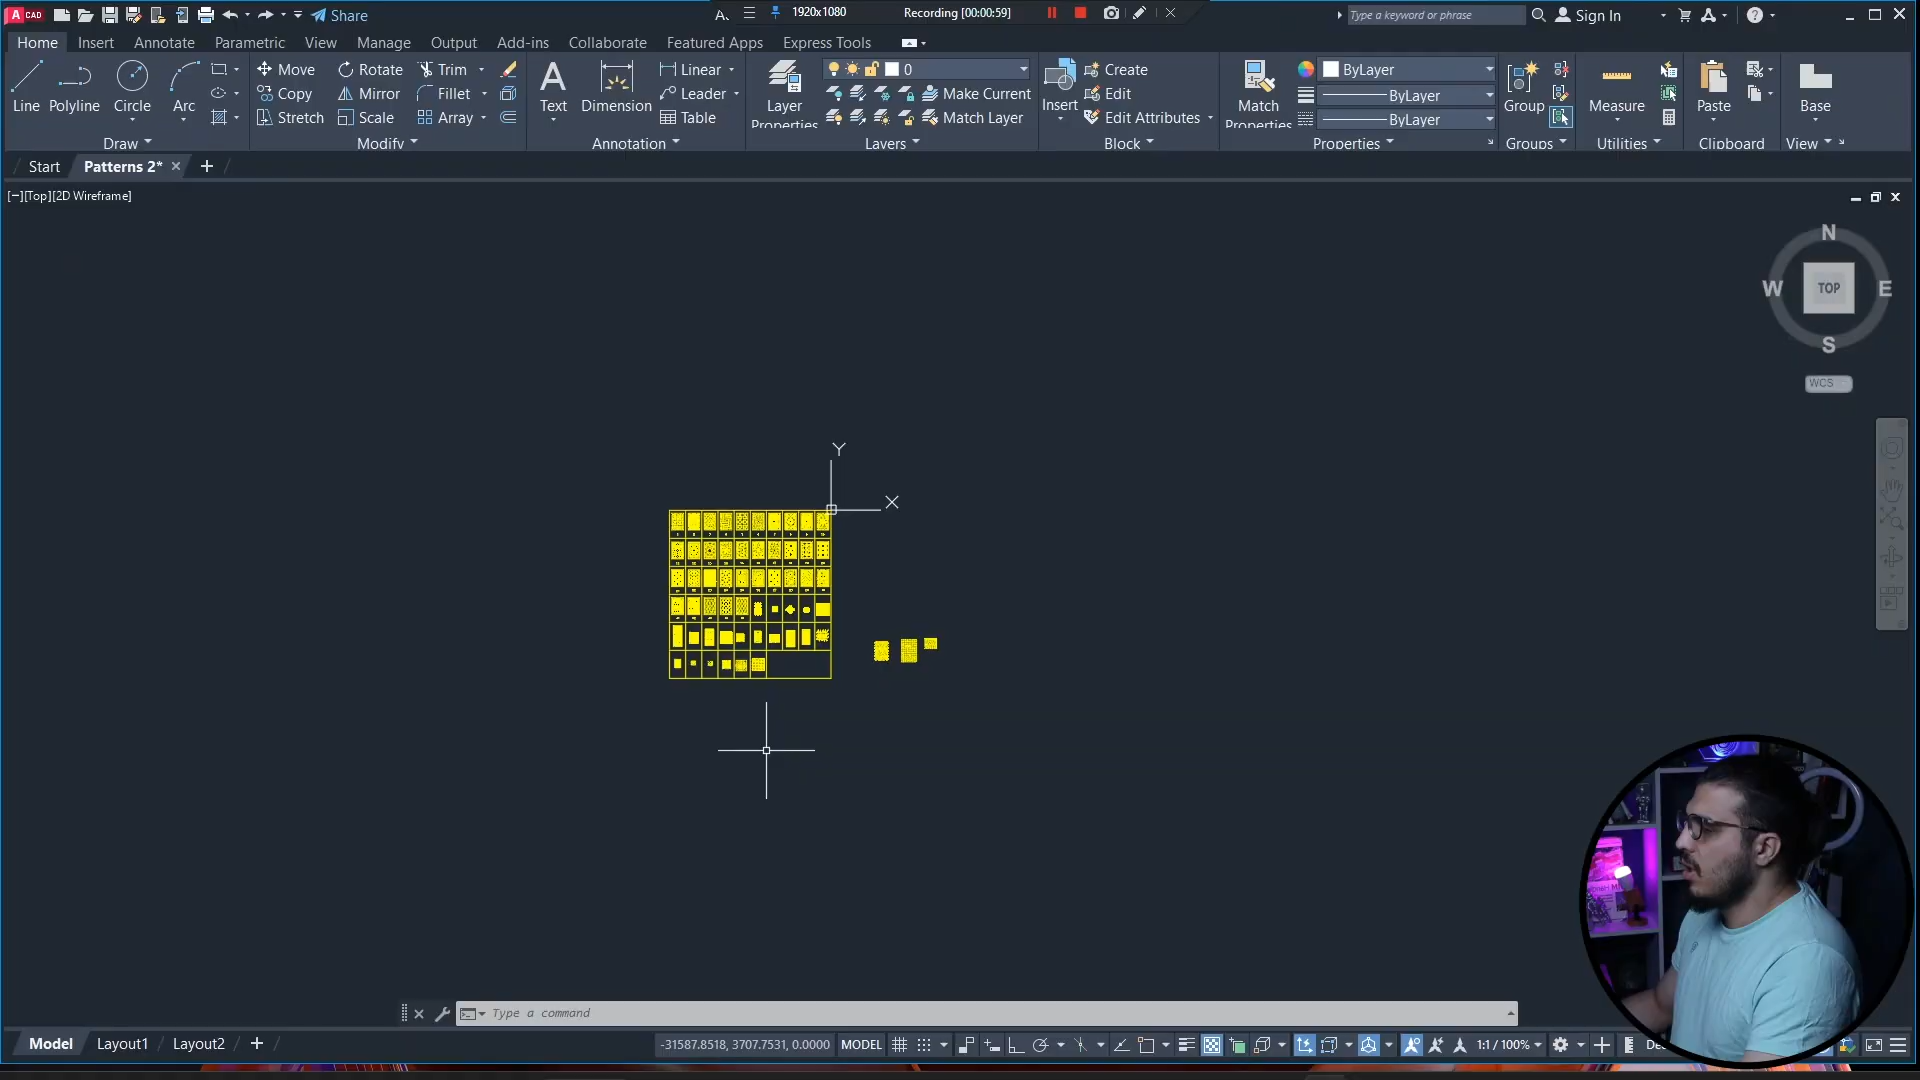 A CAD Share
1920x1080 Recording [00:00:59]
Type a keyword or phrase Sign In
Home Insert Annotate Parametric View Manage Output Add-ins Collaborate Featured Apps Express Tools
Line Polyline Circle Arc
Draw
Move Rotate Trim
Copy Mirror Fillet
Stretch Scale Array
Modify
Text Dimension
Linear
Leader
Table
Annotation
Layer Properties
0
Make Current
Match Layer
Layers
Insert
Create
Edit
Edit Attributes
Block
Match Properties
ByLayer
ByLayer
ByLayer
Properties
Group
Groups
Measure
Utilities
Paste
Clipboard
Base
View
Start Patterns 2*
[−][Top][2D Wireframe]
N
W TOP E
S
WCS
Y
X
Type a command
Model Layout1 Layout2
-31587.8518, 3707.7531, 0.0000 MODEL 1:1 / 100%